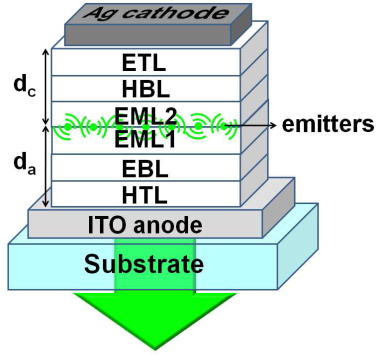 Ag cathode
ETL
HBL
EML2
EML1
EBL
HTL
ITO anode
Substrate
dc
da
emitters